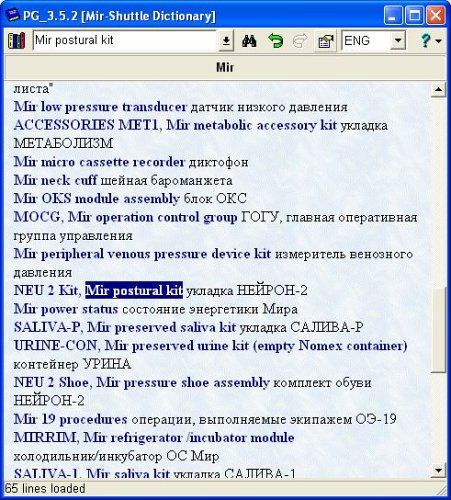 PG_3.5.2 [Mir-Shuttle Dictionary]
Mir postural kit
ENG
?
Mir
листа"
Mir low pressure transducer датчик низкого давления
ACCESSORIES MET1, Mir metabolic accessory kit укладка
МЕТАБОЛИЗМ
Mir micro cassette recorder диктофон
Mir neck cuff шейная бароманжета
Mir OKS module assembly блок ОКС
MOCG, Mir operation control group ГОГУ, главная оперативная
группа управления
Mir peripheral venous pressure device kit измеритель венозного
давления
NEU 2 Kit, Mir postural kit укладка НЕЙРОН-2
Mir power status состояние энергетики Мира
SALIVA-P, Mir preserved saliva kit укладка САЛИВА-Р
URINE-CON, Mir preserved urine kit (empty Nomex container)
контейнер УРИНА
NEU 2 Shoe, Mir pressure shoe assembly комплект обуви
НЕЙРОН-2
Mir 19 procedures операции, выполняемые экипажем ОЭ-19
MIRRIM, Mir refrigerator /incubator module
холодильник/инкубатор ОС Мир
SALIVA-1, Mir saliva kit укладка САЛИВА-1
65 lines loaded